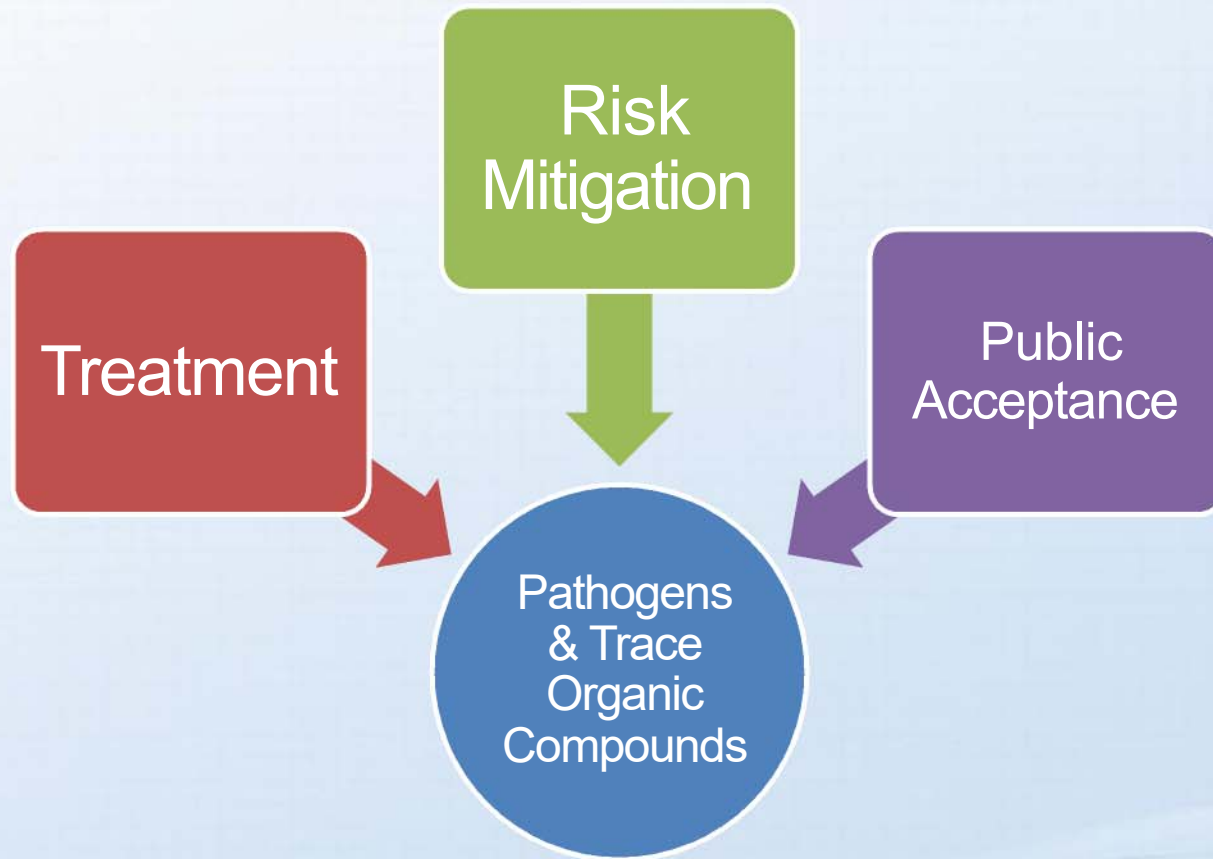 Risk
Mitigation
Treatment
Public
Acceptance
Pathogens
& Trace
Organic
Compounds